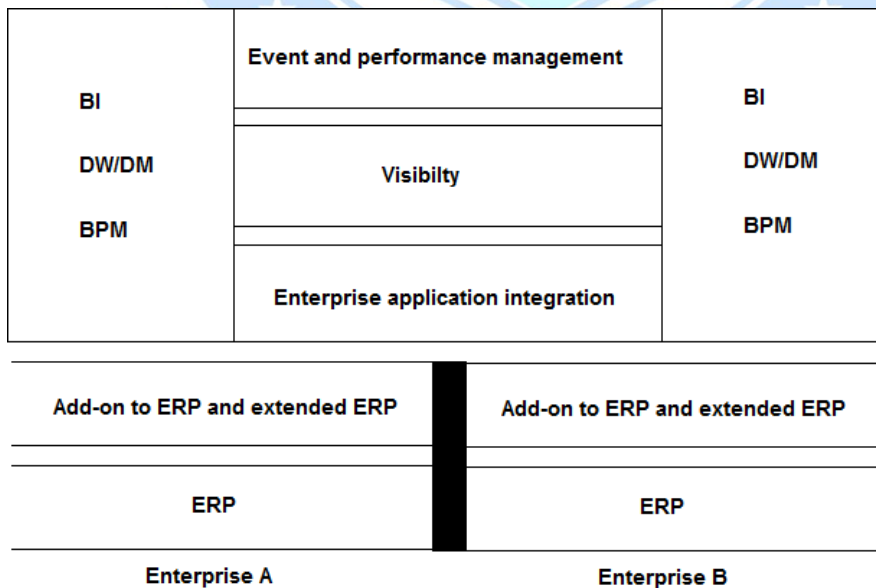 Event and performance management
BI
DW/DM
BPM
Visibilty
Enterprise application integration
BI
DW/DM
BPM
Add-on to ERP and extended ERP
Add-on to ERP and extended ERP
ERP
ERP
Enterprise A
Enterprise B